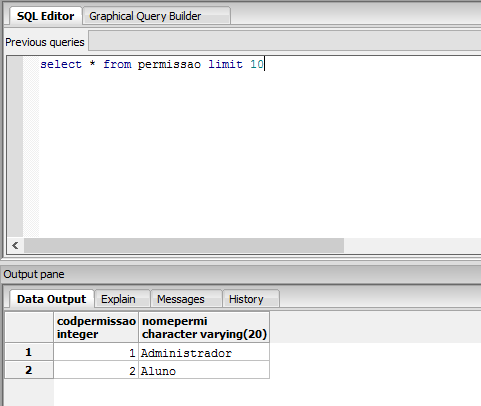 SQL Editor Graphical Query Builder
Previous queries
select * from permissao limit 10
Output pane
Data Output Explain Messages History
codpermissao nomepermi
integer character varying(20)
1 1 Administrador
2 2 Aluno